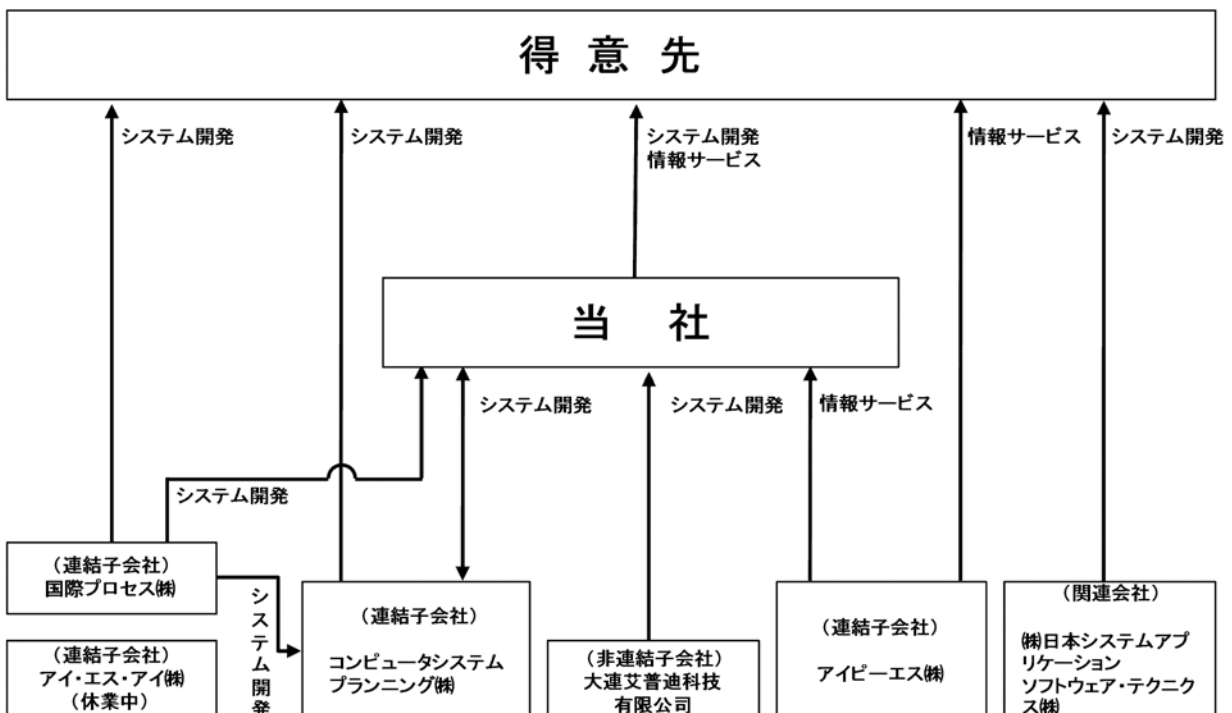 得意先
システム開発
システム開発
システム開発
情報サービス
情報サービス
システム開発
当社
システム開発
システム開発
情報サービス
システム開発
(連結子会社)
国際プロセス㈱
システム開発
(連結子会社)
アイ・エス・アイ㈱
(休業中)
(連結子会社)
コンピュータシステム
プランニング㈱
(非連結子会社)
大連艾普迪科技
有限公司
(連結子会社)
アイピーエス㈱
(関連会社)
㈱日本システムアプ
リケーション
ソフトウェア・テクニク
ス㈱